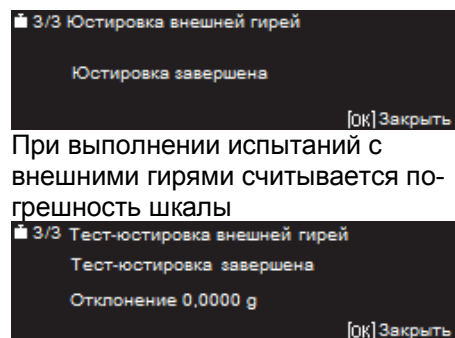 3/3 Юстировка внешней гирей
Юстировка завершена
[OK] Закрыть
При выполнении испытаний с
внешними гирями считывается по-
грешность шкалы
3/3 Тест-юстировка внешней гирей
Тест-юстировка завершена
Отклонение 0,0000 g
[OK] Закрыть